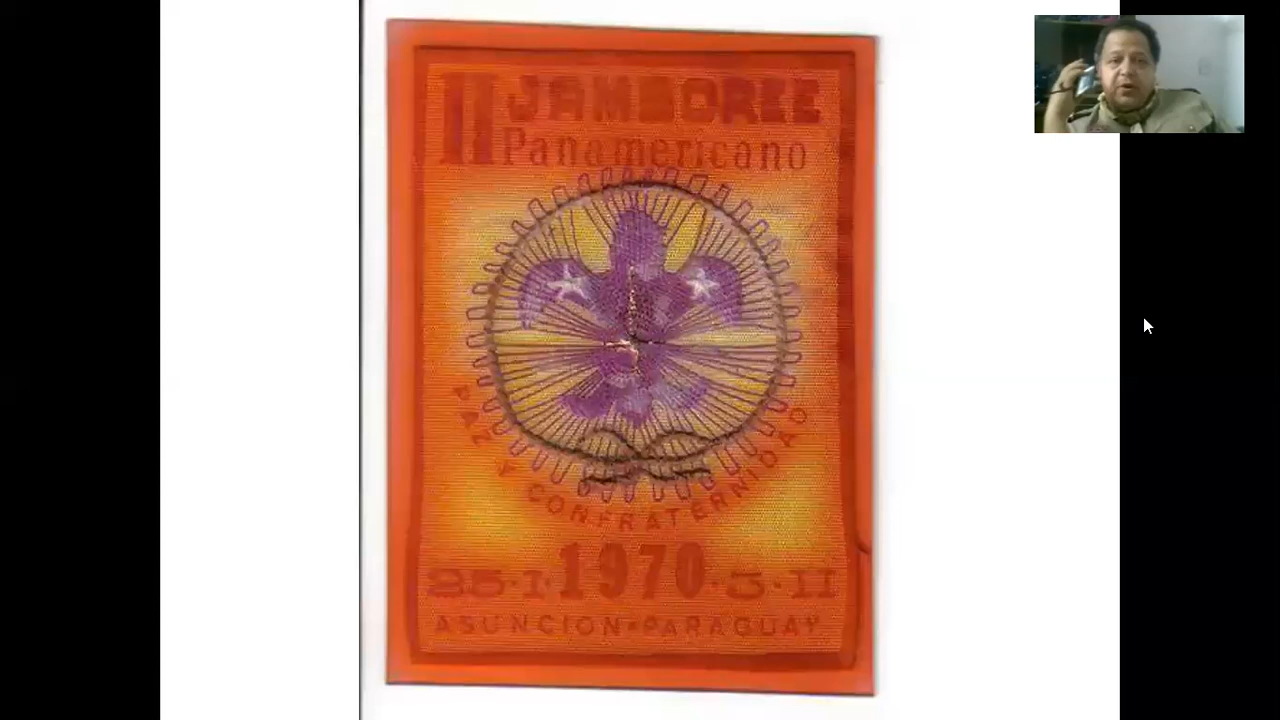 II JAMBOREE
Panamericano
PAZ Y CONFRATERNIDAD
25·I·1970·3·II
ASUNCION-PARAGUAY